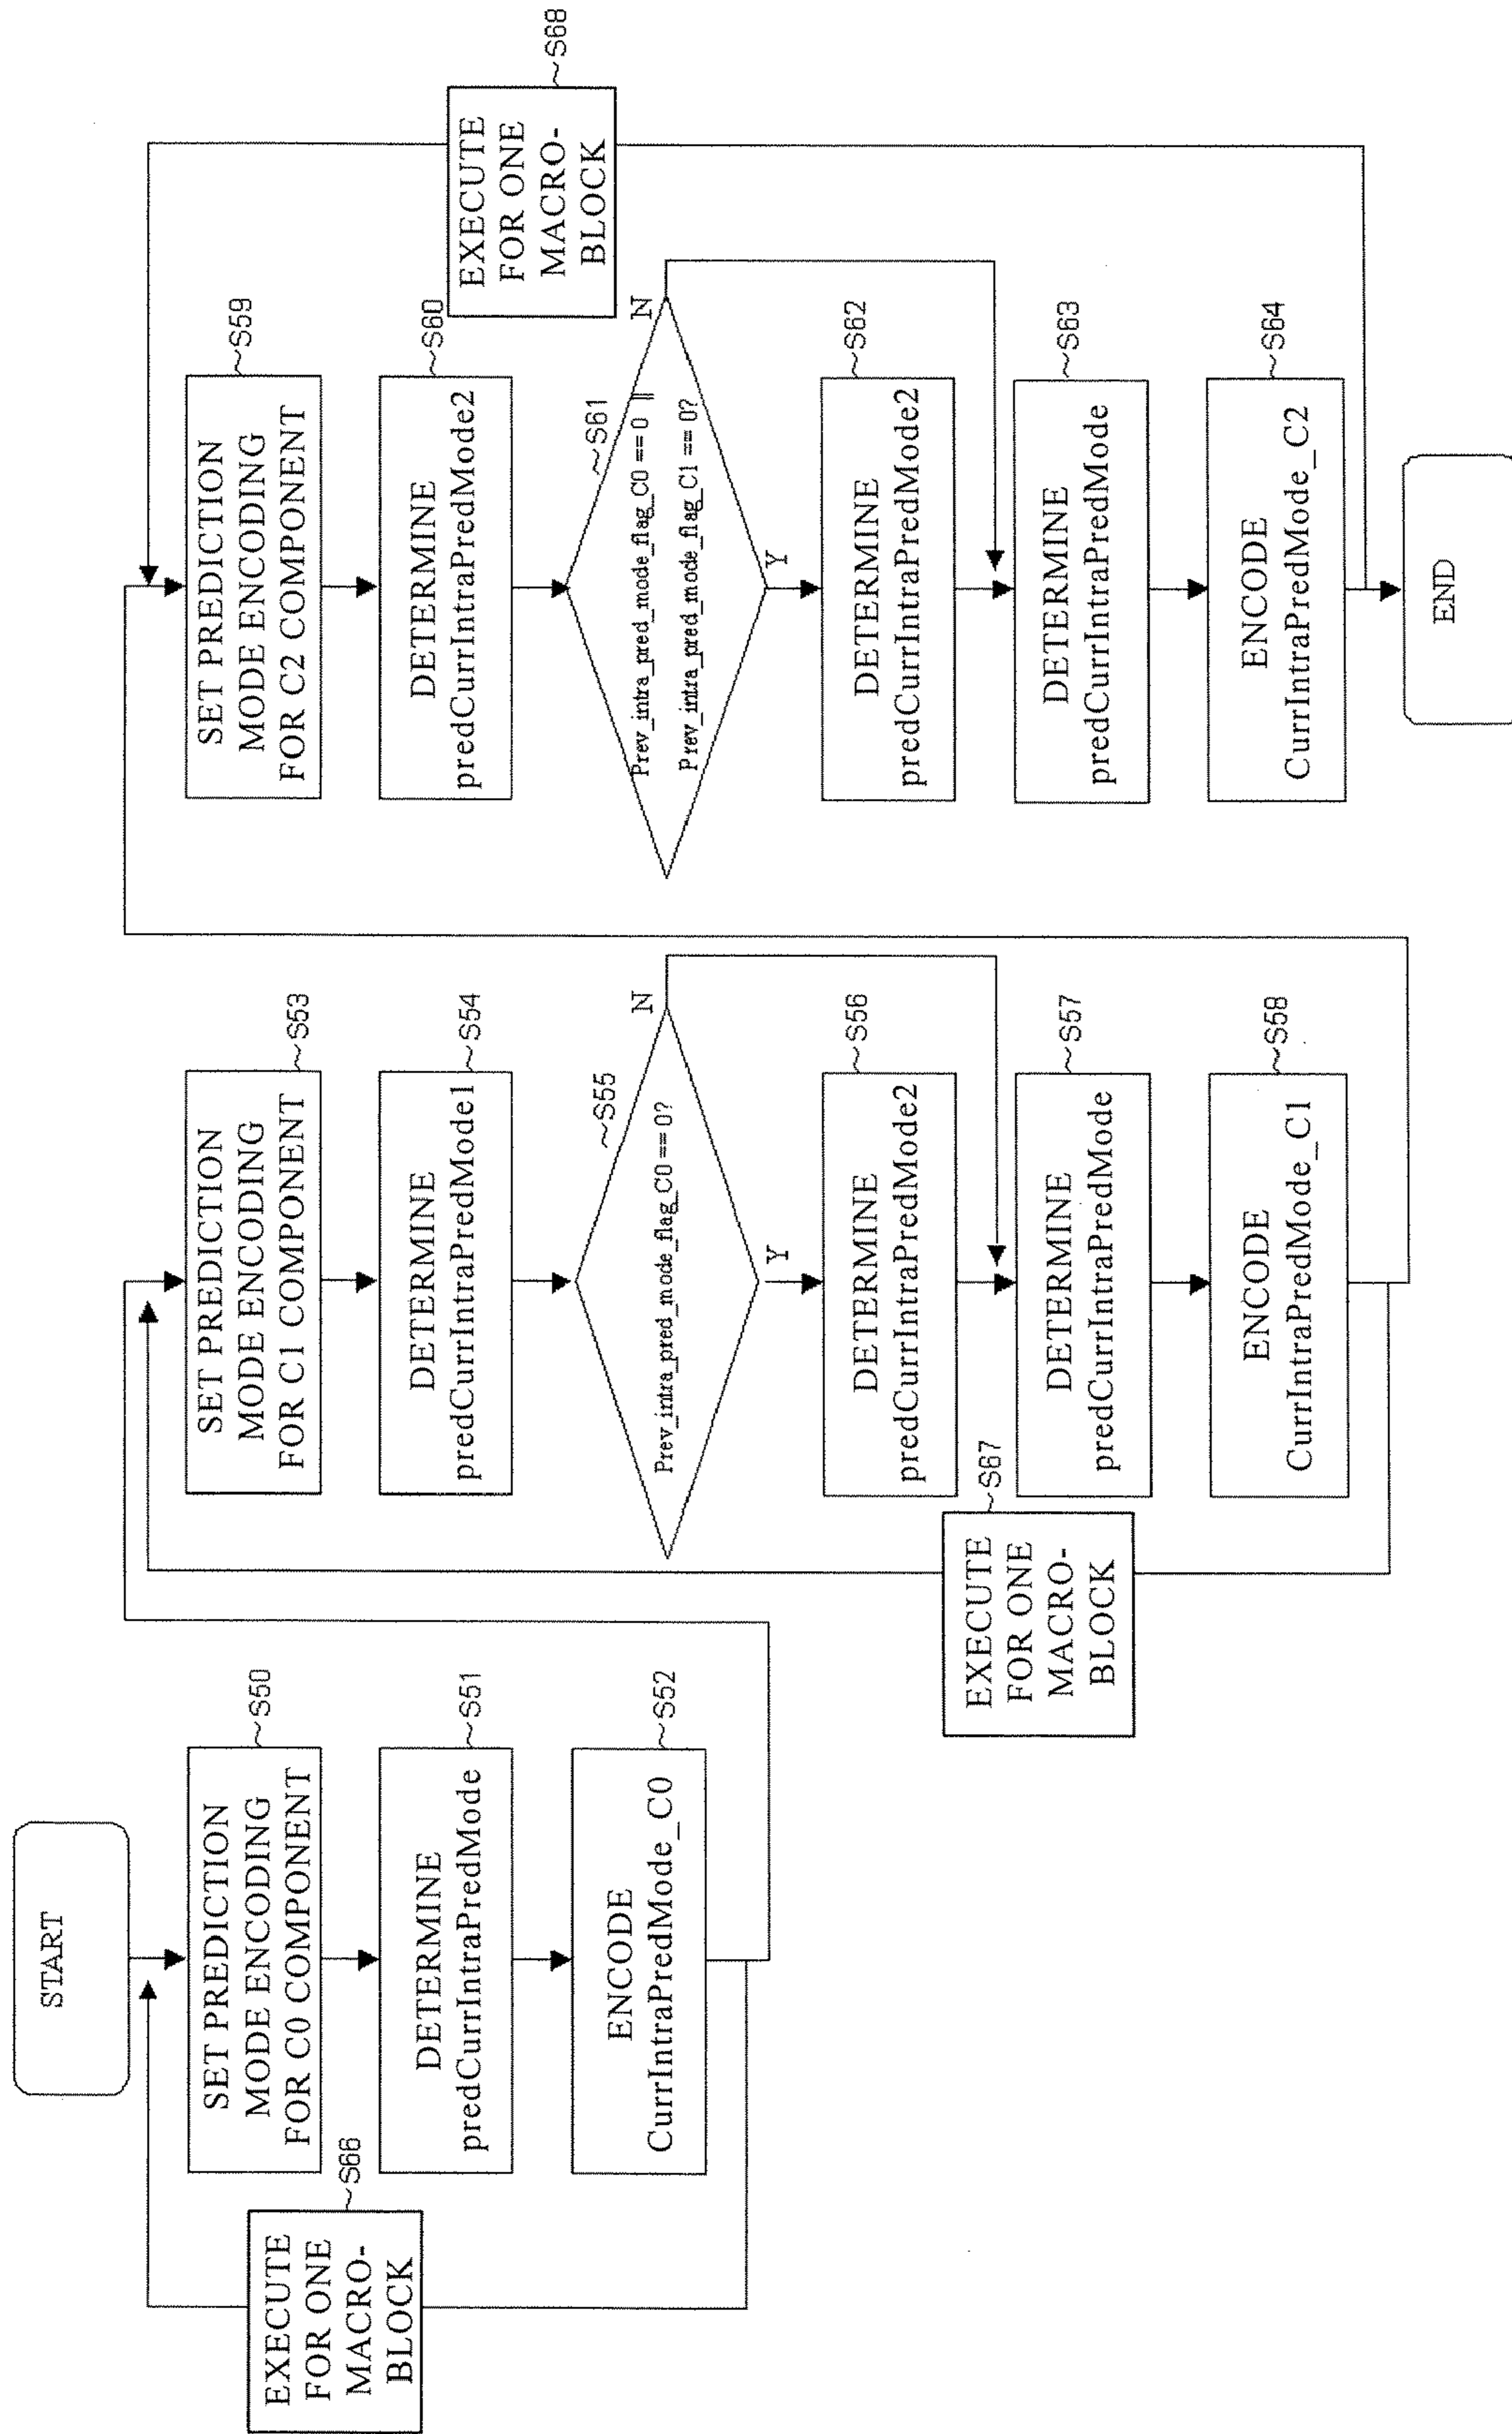 START
SET PREDICTION
MODE ENCODING
FOR C0 COMPONENT
~S50
DETERMINE
predCurrIntraPredMode
~S51
ENCODE
CurrIntraPredMode_C0
~S52
EXECUTE
FOR ONE
MACRO-
BLOCK
~S66
SET PREDICTION
MODE ENCODING
FOR C1 COMPONENT
~S53
DETERMINE
predCurrIntraPredMode1
~S54
Prev_intra_pred_mode_flag_C0 == 0?
~S55
N
Y
DETERMINE
predCurrIntraPredMode2
~S56
DETERMINE
predCurrIntraPredMode
~S57
ENCODE
CurrIntraPredMode_C1
~S58
EXECUTE
FOR ONE
MACRO-
BLOCK
~S67
SET PREDICTION
MODE ENCODING
FOR C2 COMPONENT
~S59
DETERMINE
predCurrIntraPredMode2
~S60
Prev_intra_pred_mode_flag_C0 == 0 ||
Prev_intra_pred_mode_flag_C1 == 0?
~S61
N
Y
DETERMINE
predCurrIntraPredMode2
~S62
DETERMINE
predCurrIntraPredMode
~S63
ENCODE
CurrIntraPredMode_C2
~S64
EXECUTE
FOR ONE
MACRO-
BLOCK
~S68
END